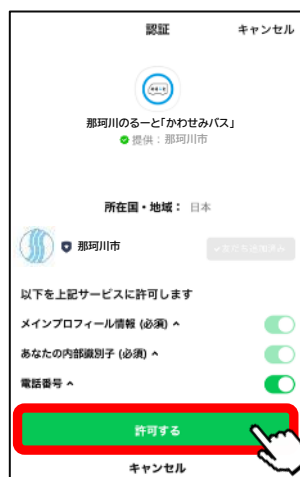 認証 キャンセル
那珂川のるーと「かわせみバス」
提供：那珂川市
所在国・地域： 日本
那珂川市
以下を上記サービスに許可します
メインプロフィール情報 (必須)
あなたの内部識別子 (必須)
電話番号
許可する
キャンセル